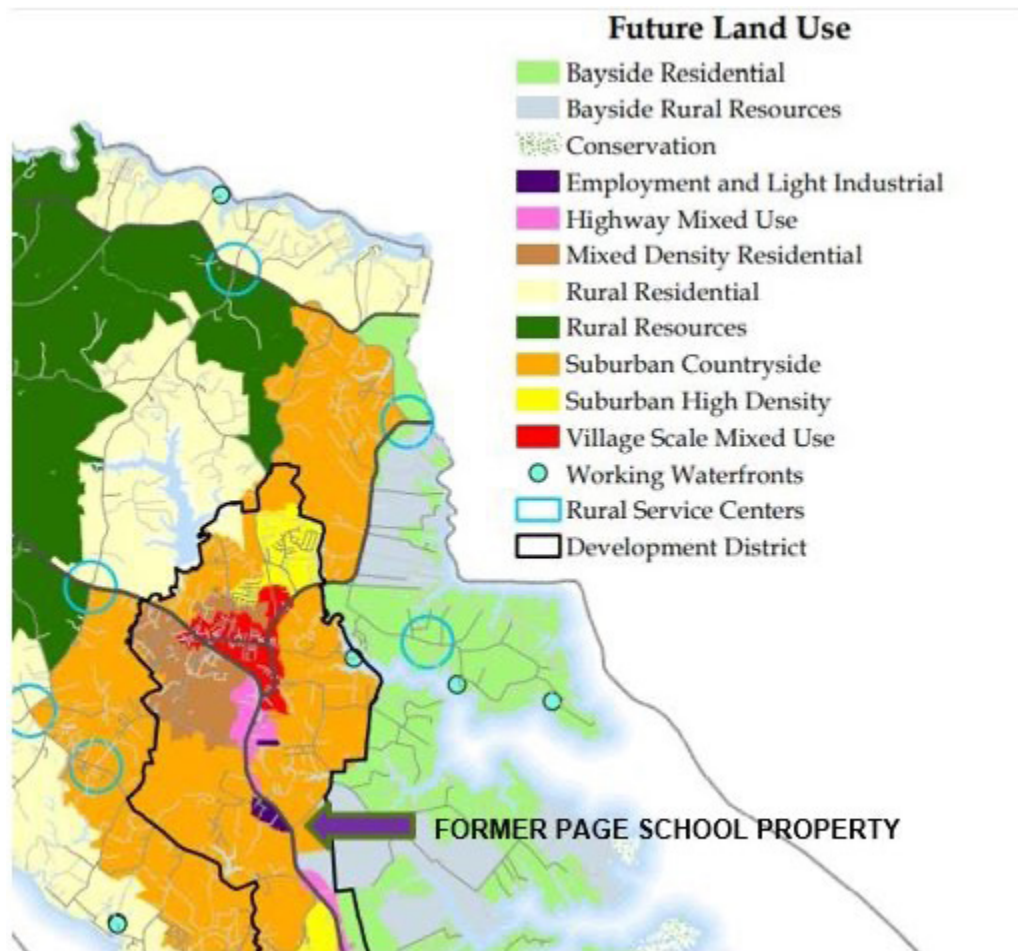 Future Land Use
Bayside Residential
Bayside Rural Resources
Conservation
Employment and Light Industrial
Highway Mixed Use
Mixed Density Residential
Rural Residential
Rural Resources
Suburban Countryside
Suburban High Density
Village Scale Mixed Use
Working Waterfronts
Rural Service Centers
Development District
FORMER PAGE SCHOOL PROPERTY